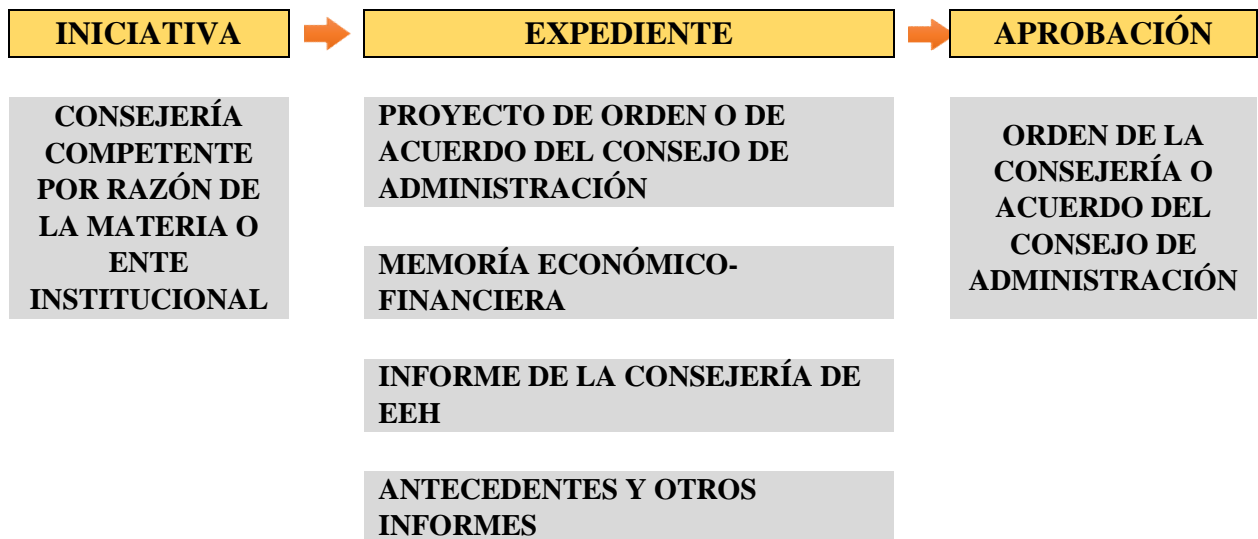 INICIATIVA
EXPEDIENTE
APROBACIÓN
CONSEJERÍA
COMPETENTE
POR RAZÓN DE
LA MATERIA O
ENTE
INSTITUCIONAL
PROYECTO DE ORDEN O DE
ACUERDO DEL CONSEJO DE
ADMINISTRACIÓN
MEMORÍA ECONÓMICO-
FINANCIERA
INFORME DE LA CONSEJERÍA DE
EEH
ANTECEDENTES Y OTROS
INFORMES
ORDEN DE LA
CONSEJERÍA O
ACUERDO DEL
CONSEJO DE
ADMINISTRACIÓN